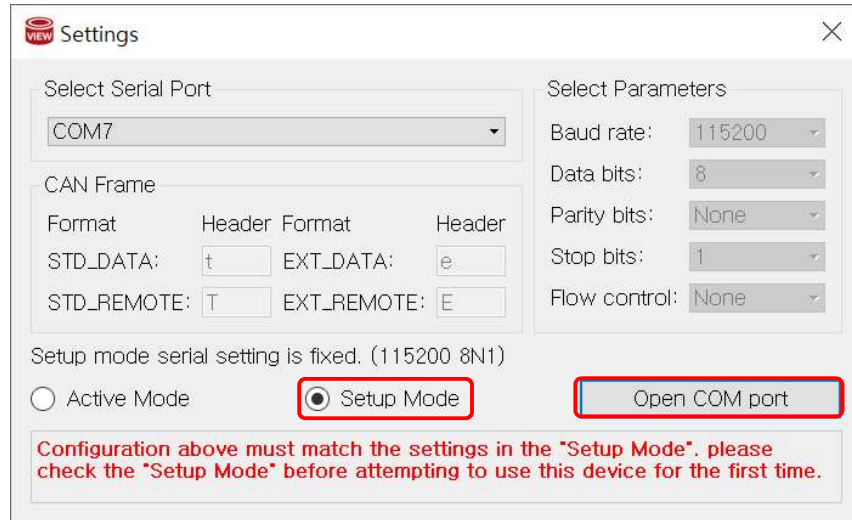 VIEW
Settings
Select Serial Port
COM7
CAN Frame
Format Header Format Header
STD_DATA: t EXT_DATA: e
STD_REMOTE: T EXT_REMOTE: E
Select Parameters
Baud rate: 115200
Data bits: 8
Parity bits: None
Stop bits: 1
Flow control: None
Setup mode serial setting is fixed. (115200 8N1)
Active Mode
Setup Mode
Open COM port
Configuration above must match the settings in the "Setup Mode". please
check the "Setup Mode" before attempting to use this device for the first time.